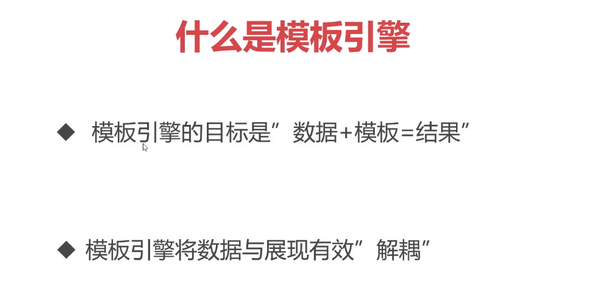 什么是模板引擎
◆ 模板引擎的目标是”数据+模板=结果”
◆ 模板引擎将数据与展现有效”解耦”